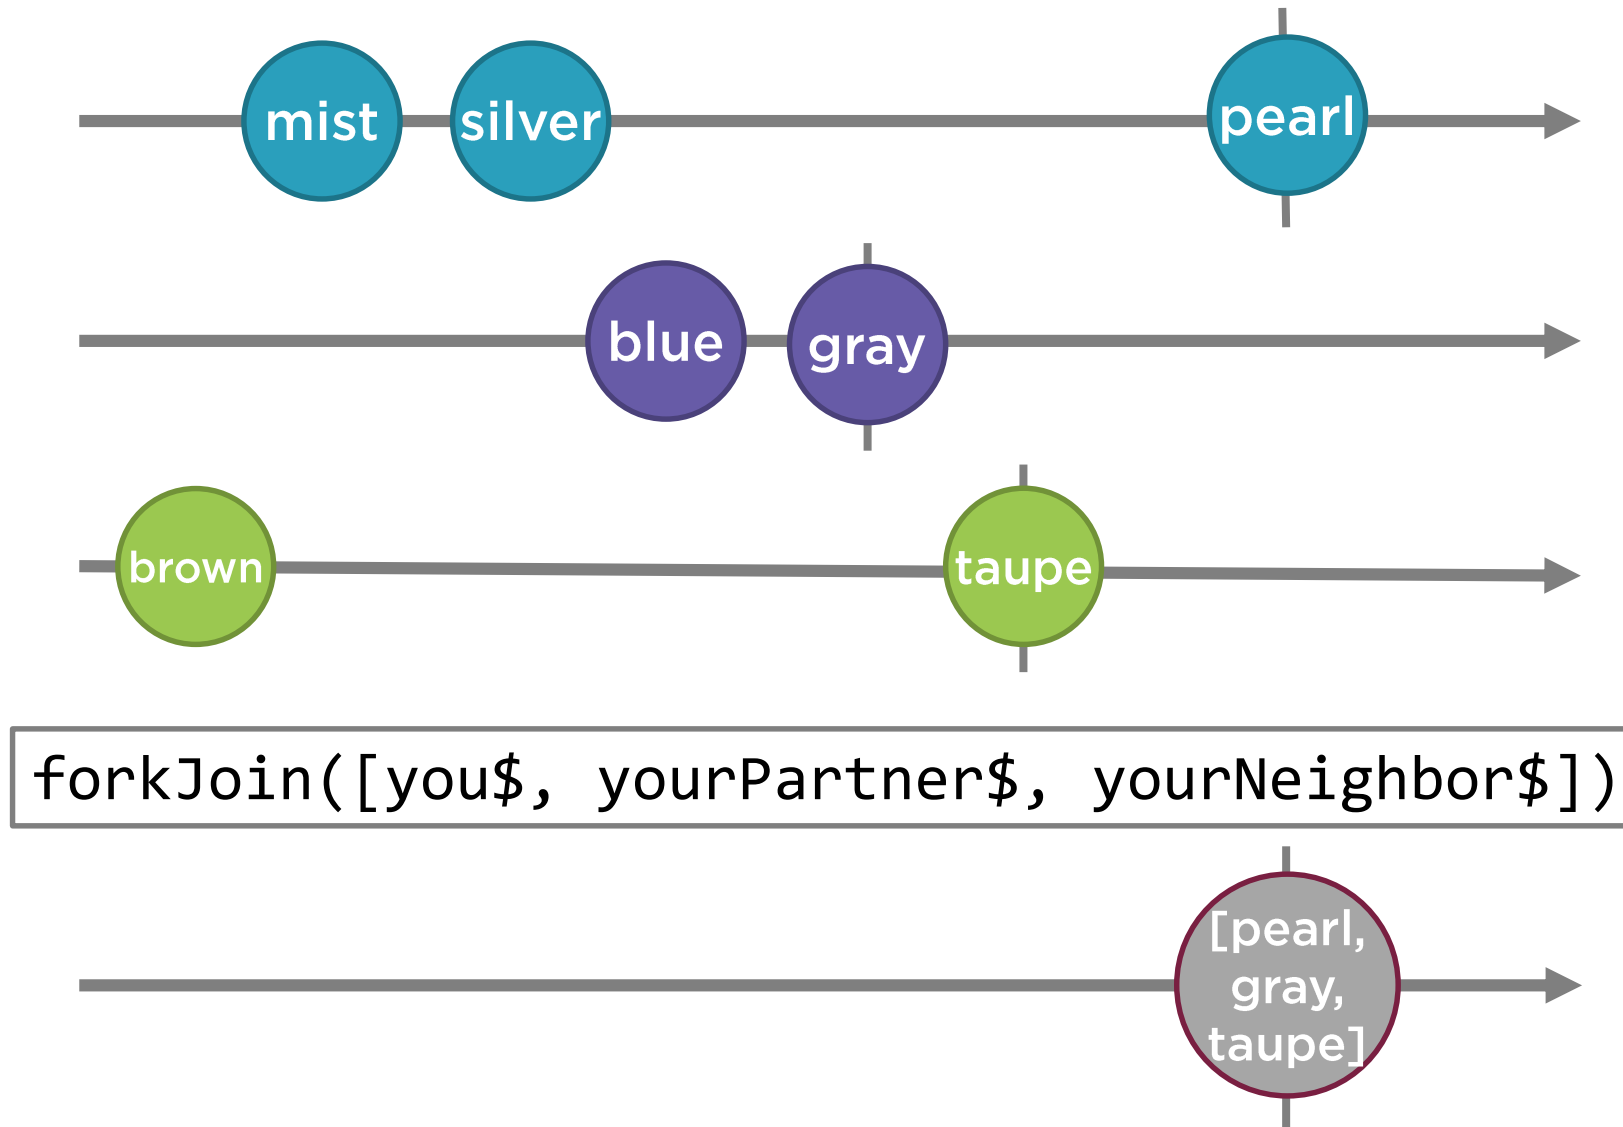 mist silver pearl
blue gray
brown taupe
forkJoin([you$, yourPartner$, yourNeighbor$])
[pearl,
gray,
taupe]